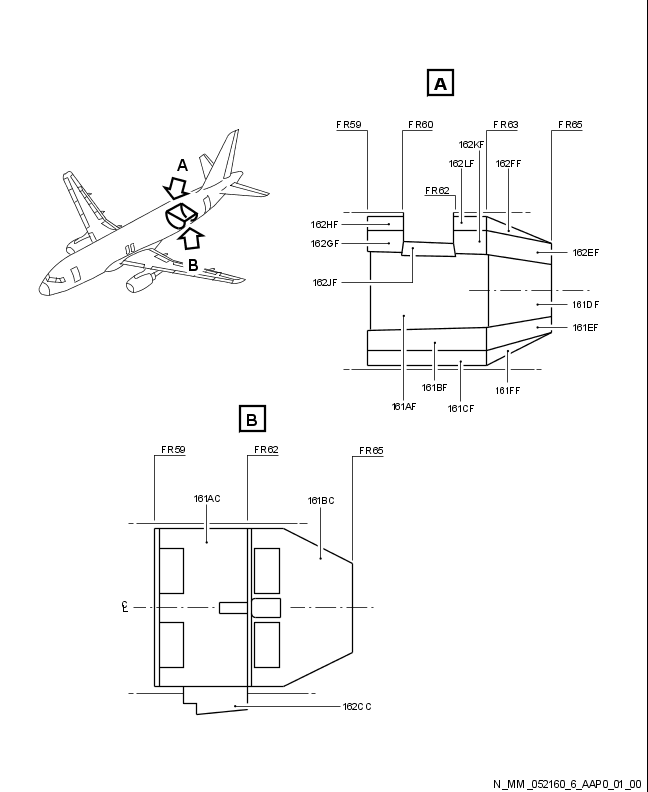 A
FR59
FR60
FR63
FR65
162KF
162LF
162FF
A
FR62
162HF
162GF
162EF
B
162JF
161DF
161EF
161BF
161FF
161AF
161CF
B
FR59
FR62
FR65
161AC
161BC
CL
162CC
N_MM_052160_6_AAP0_01_00